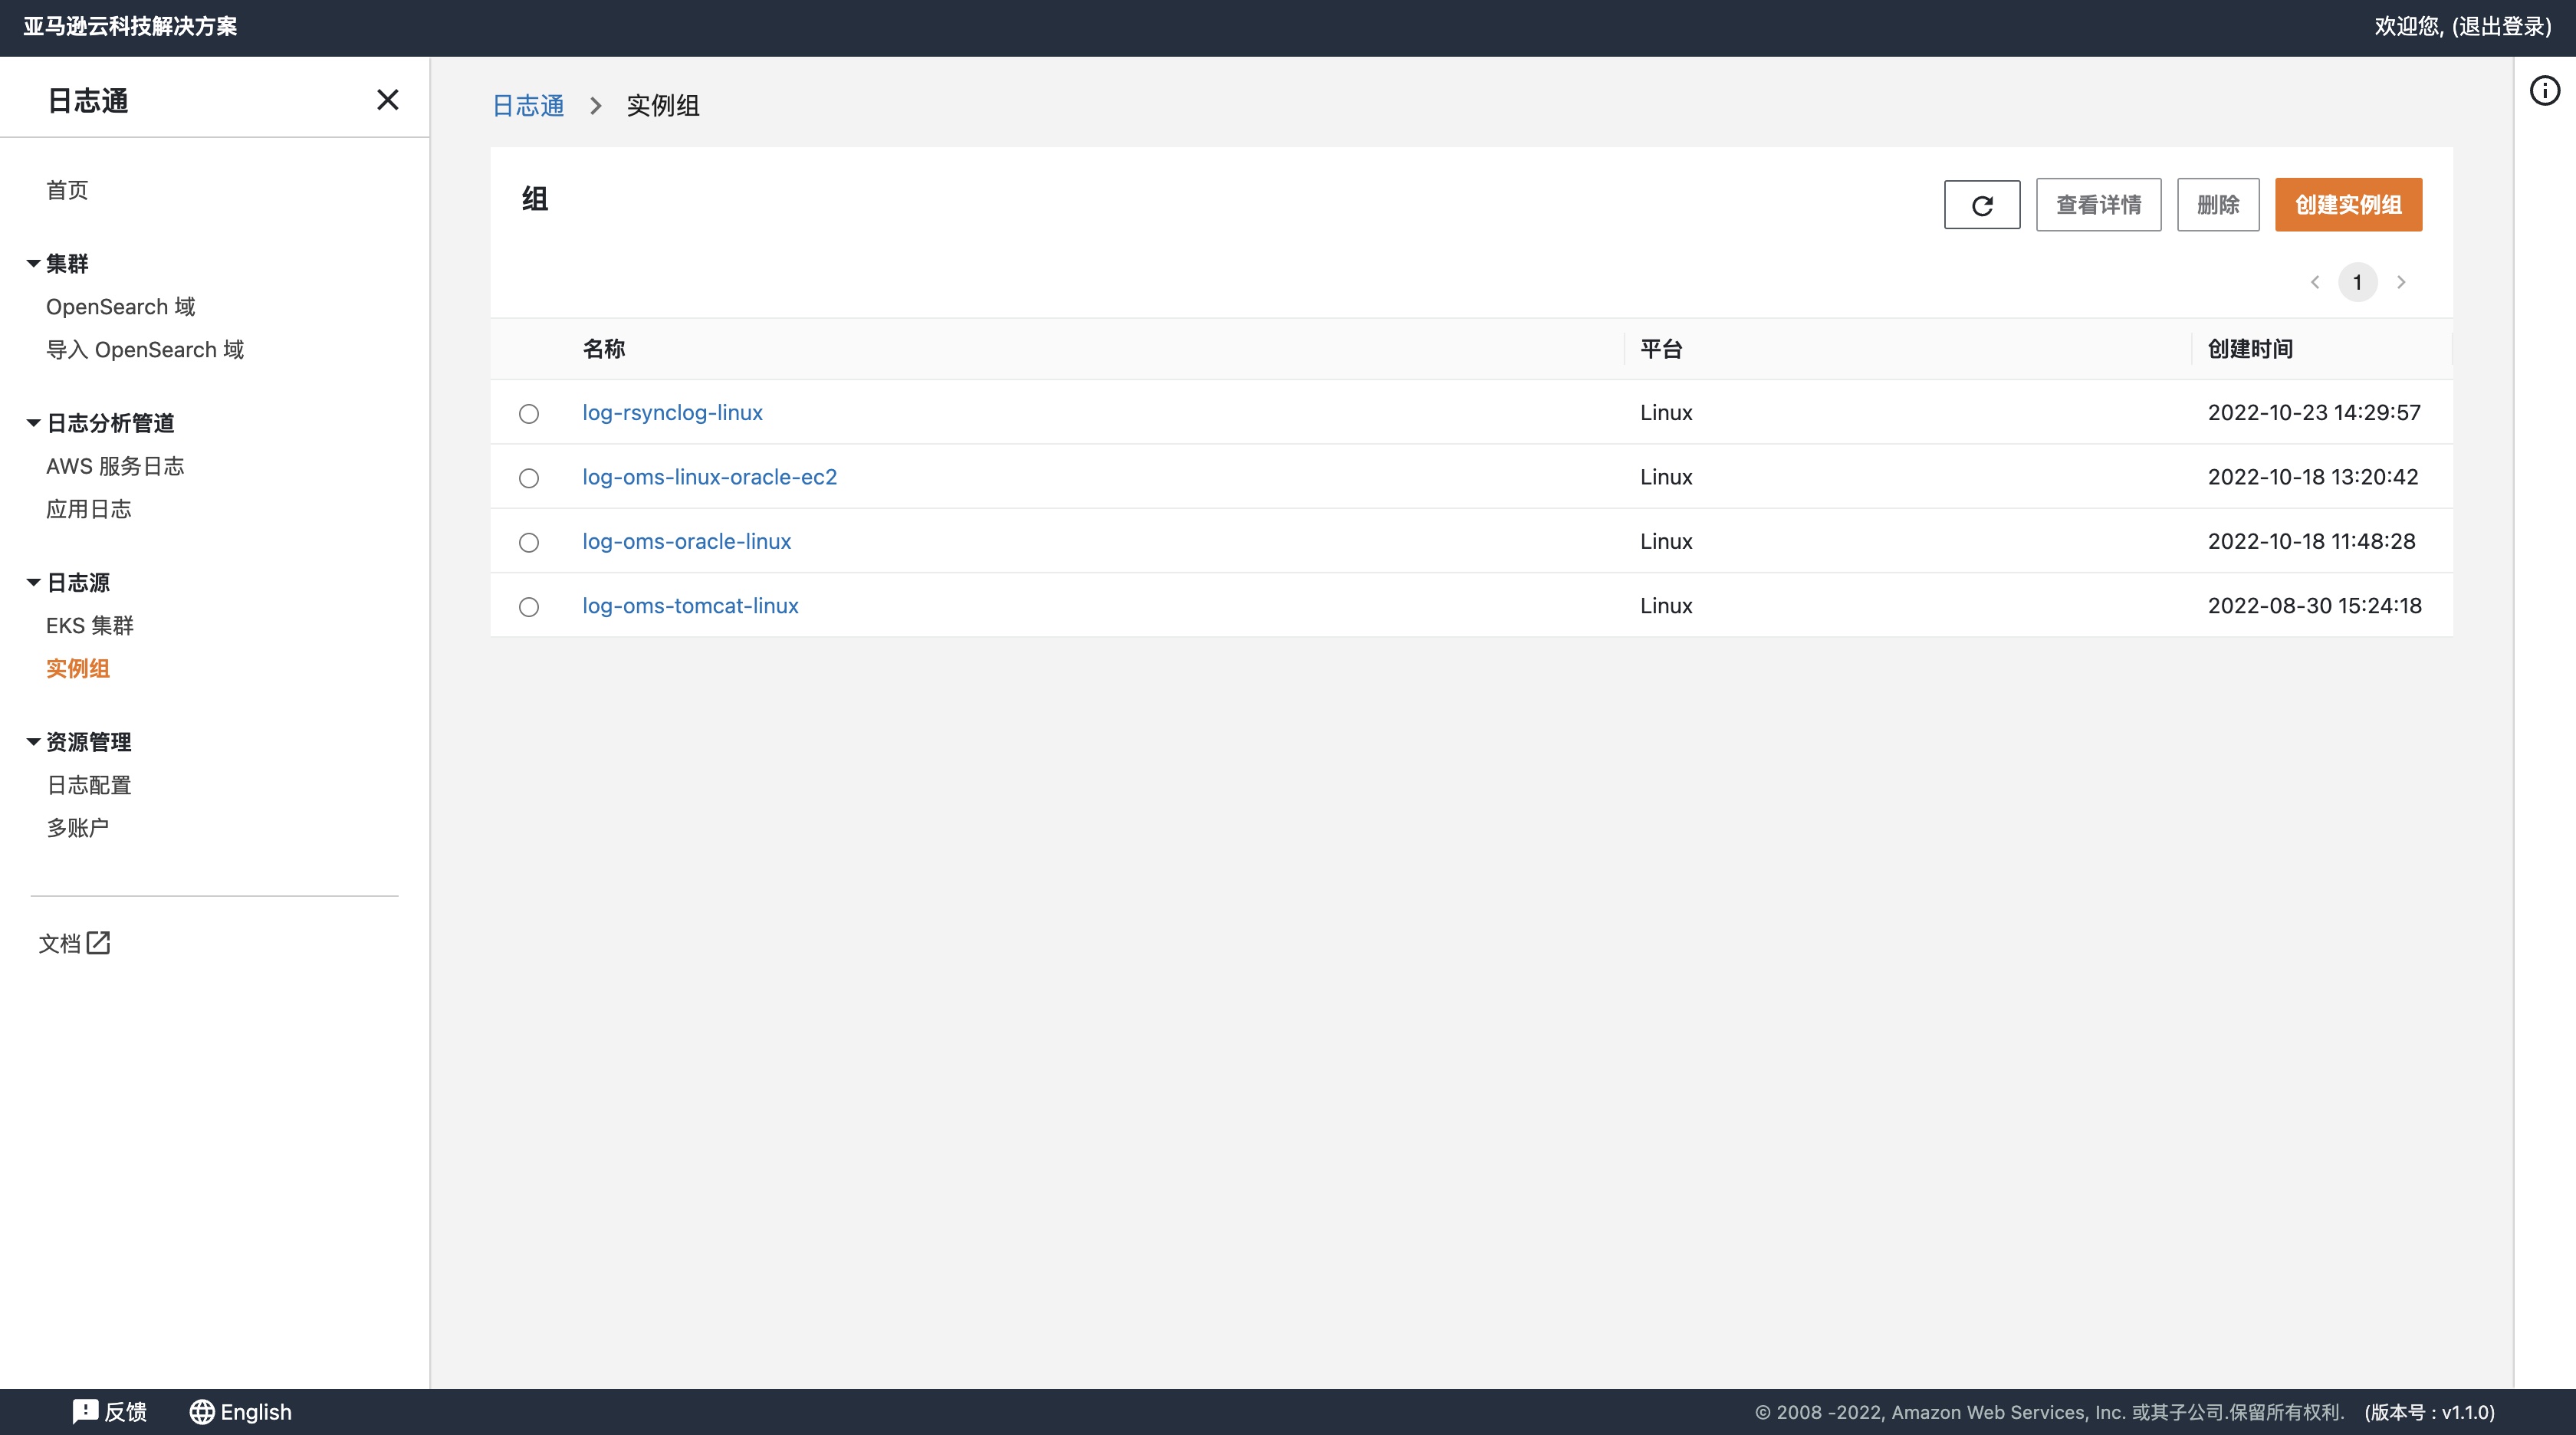 亚马逊云科技解决方案
欢迎您, (退出登录)
日志通
首页
集群
OpenSearch 域
导入 OpenSearch 域
日志分析管道
AWS 服务日志
应用日志
日志源
EKS 集群
实例组
资源管理
日志配置
多账户
文档
日志通 > 实例组
组
查看详情 删除 创建实例组
1
名称 平台 创建时间
log-rsynclog-linux Linux 2022-10-23 14:29:57
log-oms-linux-oracle-ec2 Linux 2022-10-18 13:20:42
log-oms-oracle-linux Linux 2022-10-18 11:48:28
log-oms-tomcat-linux Linux 2022-08-30 15:24:18
反馈 English
© 2008 -2022, Amazon Web Services, Inc. 或其子公司.保留所有权利. (版本号 : v1.1.0)